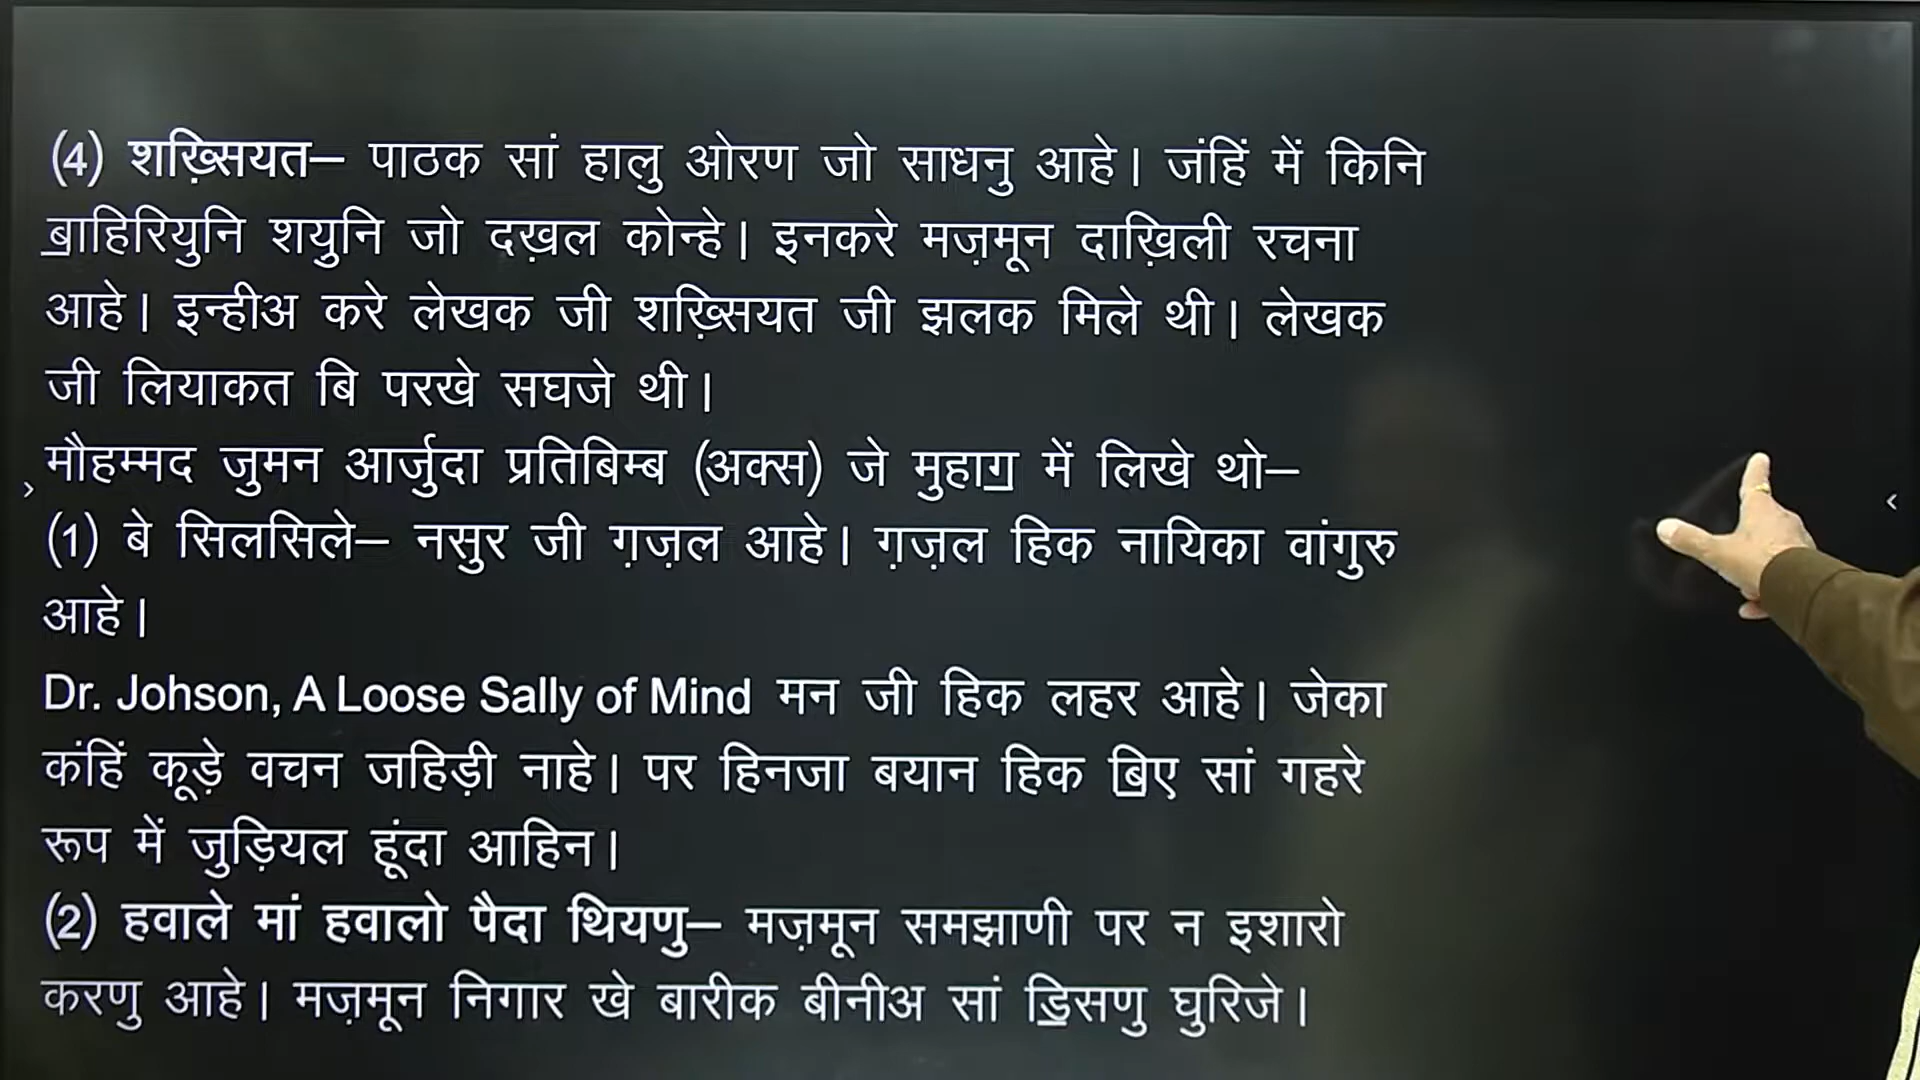 (4) शख़्सियत– पाठक सां हालु ओरण जो साधनु आहे। जंहिं में किनि
ॿाहिरियुनि शयुनि जो दख़ल कोन्हे। इनकरे मज़मून दाख़िली रचना
आहे। इन्हीअ करे लेखक जी शख़्सियत जी झलक मिले थी। लेखक
जी लियाकत बि परखे सघजे थी।
मौहम्मद जुमन आर्जुदा प्रतिबिम्ब (अक्स) जे मुहाॻ में लिखे थो–
(1) बे सिलसिले– नसुर जी ग़ज़ल आहे। ग़ज़ल हिक नायिका वांगुरु
आहे।
Dr. Johson, A Loose Sally of Mind मन जी हिक लहर आहे। जेका
कंहिं कूड़े वचन जहिड़ी नाहे। पर हिनजा बयान हिक ॿिए सां गहरे
रूप में जुड़ियल हूंदा आहिन।
(2) हवाले मां हवालो पैदा थियणु– मज़मून समझाणी पर न इशारो
करणु आहे। मज़मून निगार खे बारीक बीनीअ सां ॾिसणु घुरिजे।